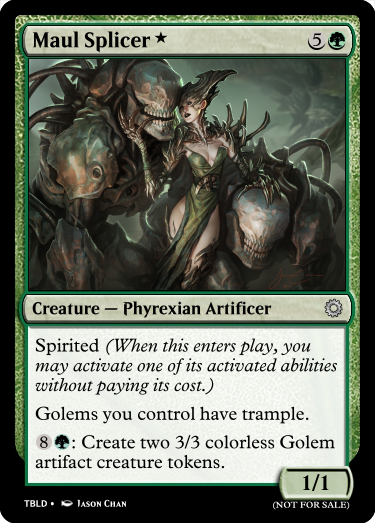 Maul Splicer ★ 5
Creature — Phyrexian Artificer
Spirited (When this enters play, you
may activate one of its activated abilities
without paying its cost.)
Golems you control have trample.
8 : Create two 3/3 colorless Golem
artifact creature tokens.
1/1
TBLD • Jason Chan
(NOT FOR SALE)